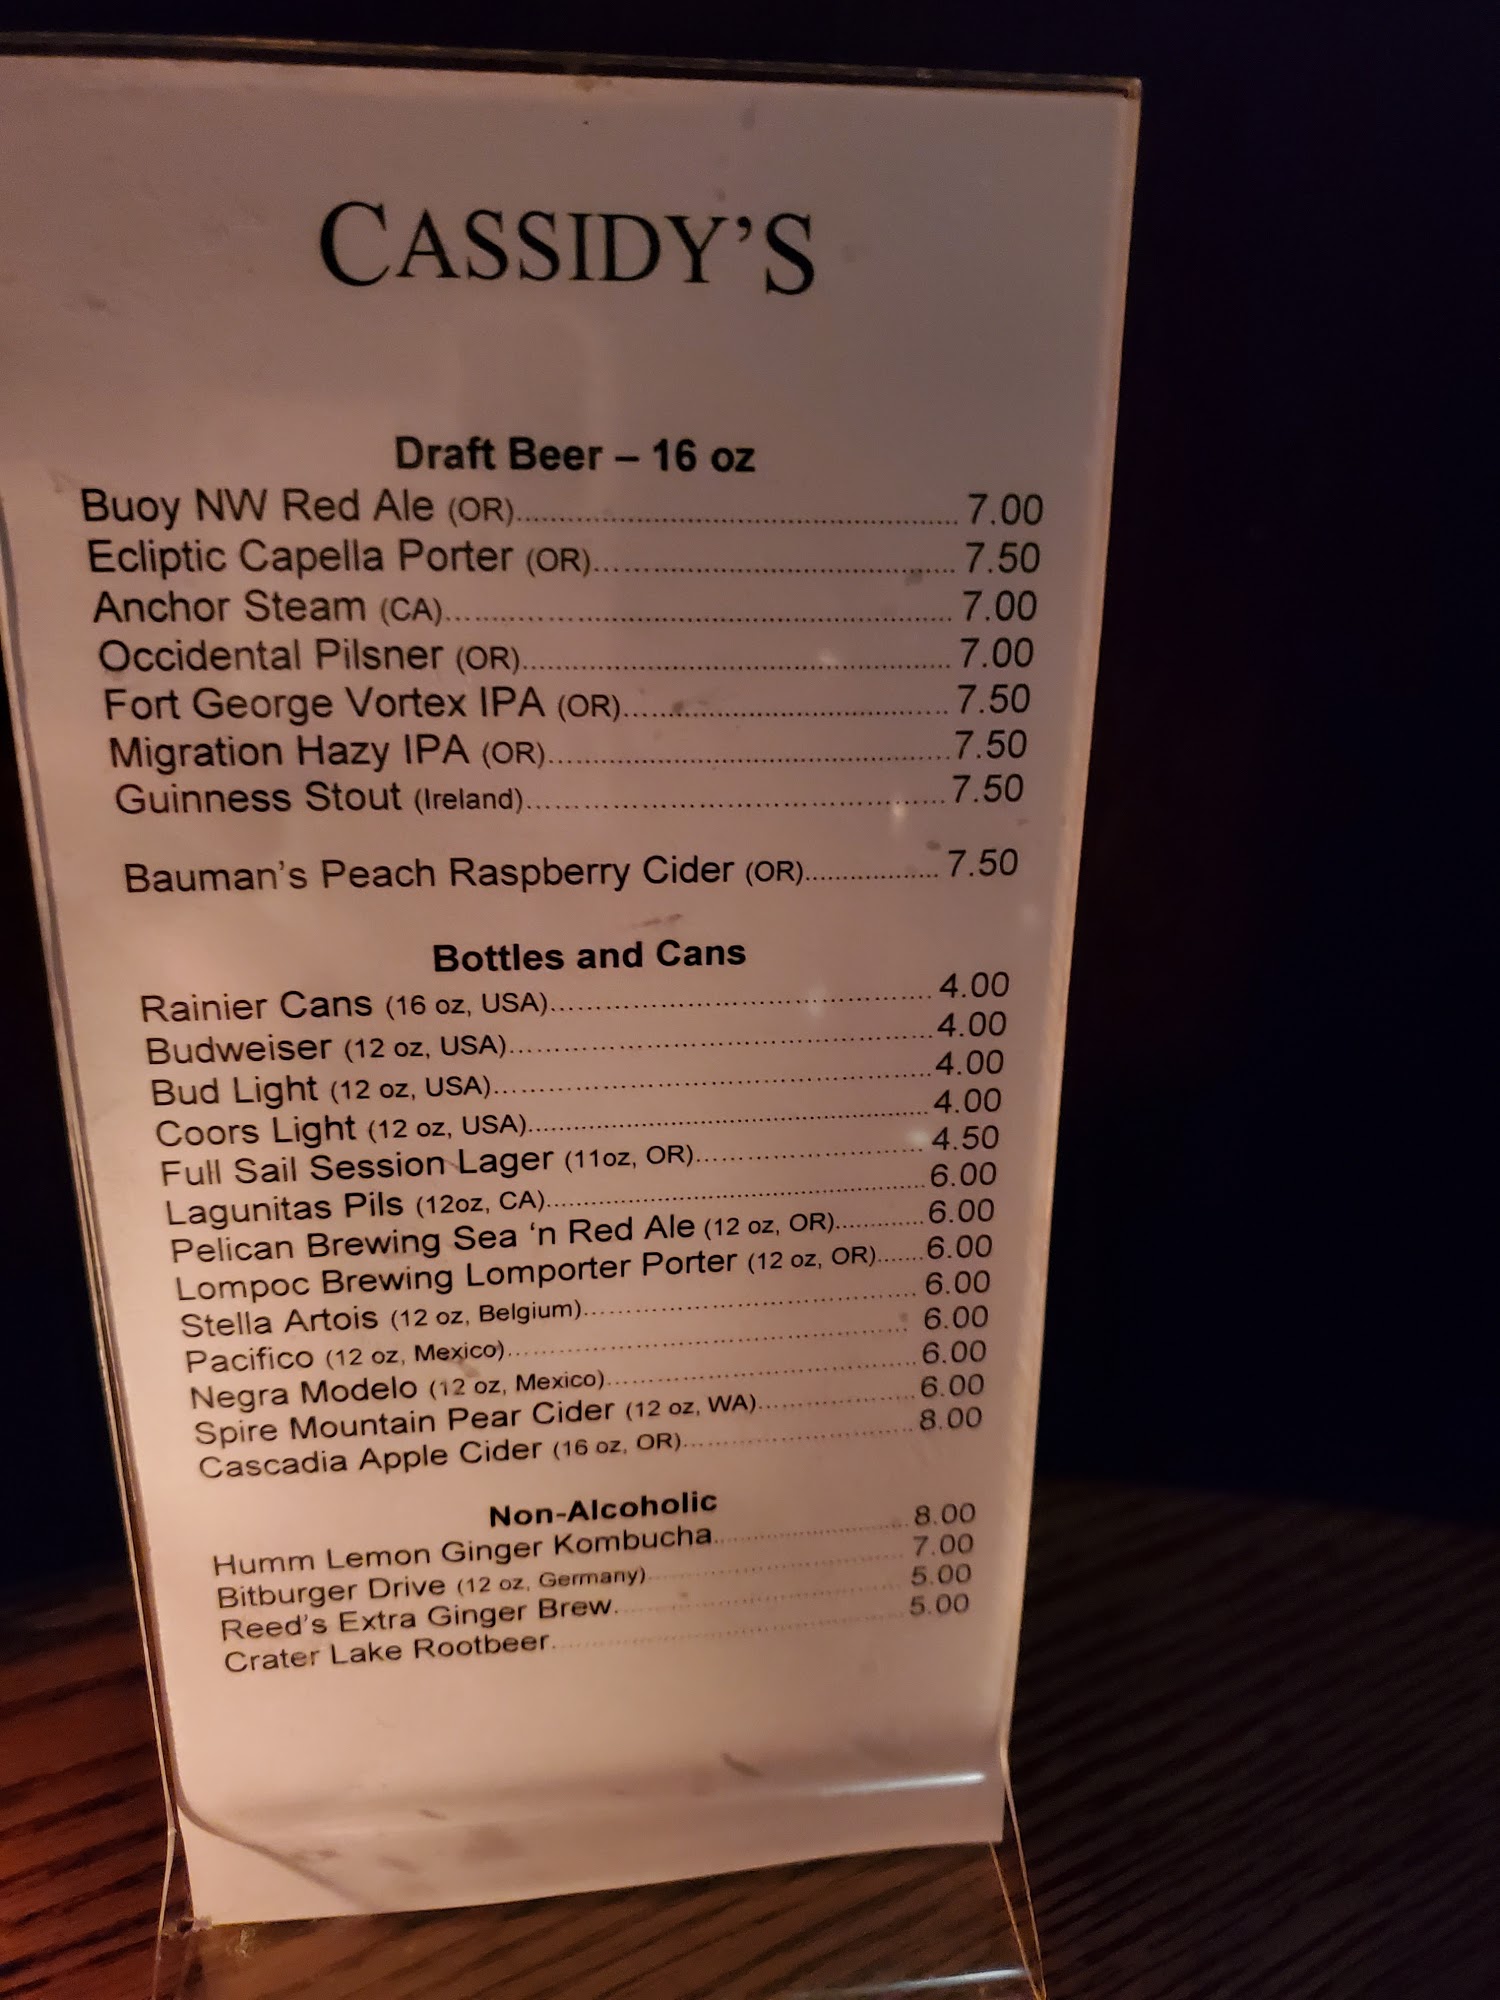 CASSIDY'S
Draft Beer – 16 oz
Buoy NW Red Ale (OR)..........7.00
Ecliptic Capella Porter (OR)..........7.50
Anchor Steam (CA)..........7.00
Occidental Pilsner (OR)..........7.00
Fort George Vortex IPA (OR)..........7.50
Migration Hazy IPA (OR)..........7.50
Guinness Stout (Ireland)..........7.50
Bauman's Peach Raspberry Cider (OR)..........7.50
Bottles and Cans
Rainier Cans (16 oz, USA)..........4.00
Budweiser (12 oz, USA)..........4.00
Bud Light (12 oz, USA)..........4.00
Coors Light (12 oz, USA)..........4.00
Full Sail Session Lager (11oz, OR)..........4.50
Lagunitas Pils (12oz, CA)..........6.00
Pelican Brewing Sea 'n Red Ale (12 oz, OR)..........6.00
Lompoc Brewing Lomporter Porter (12 oz, OR).......6.00
Stella Artois (12 oz, Belgium)..........6.00
Pacifico (12 oz, Mexico)..........6.00
Negra Modelo (12 oz, Mexico)..........6.00
Spire Mountain Pear Cider (12 oz, WA)..........6.00
Cascadia Apple Cider (16 oz, OR)..........8.00
Non-Alcoholic
Humm Lemon Ginger Kombucha..........8.00
Bitburger Drive (12 oz, Germany)..........7.00
Reed's Extra Ginger Brew..........5.00
Crater Lake Rootbeer..........5.00